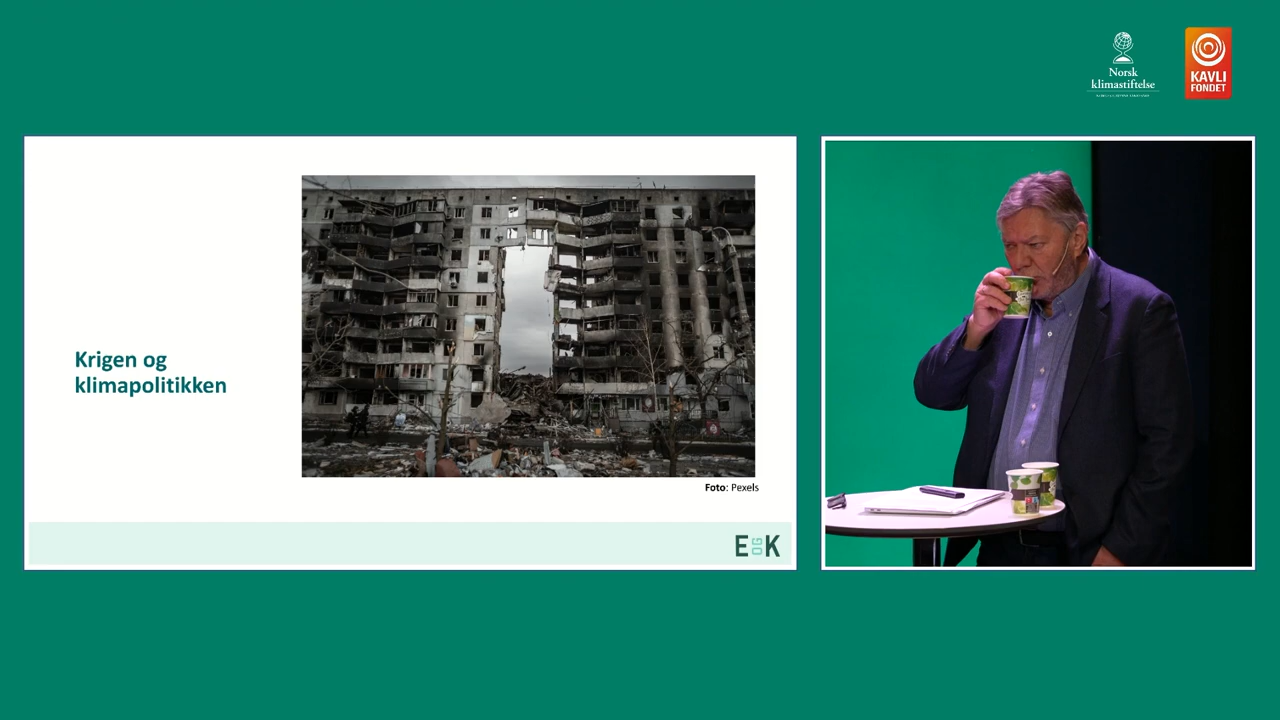 Norsk
klimastiftelse
KAVLI
FONDET
Krigen og
klimapolitikken
Foto: Pexels
E OG K